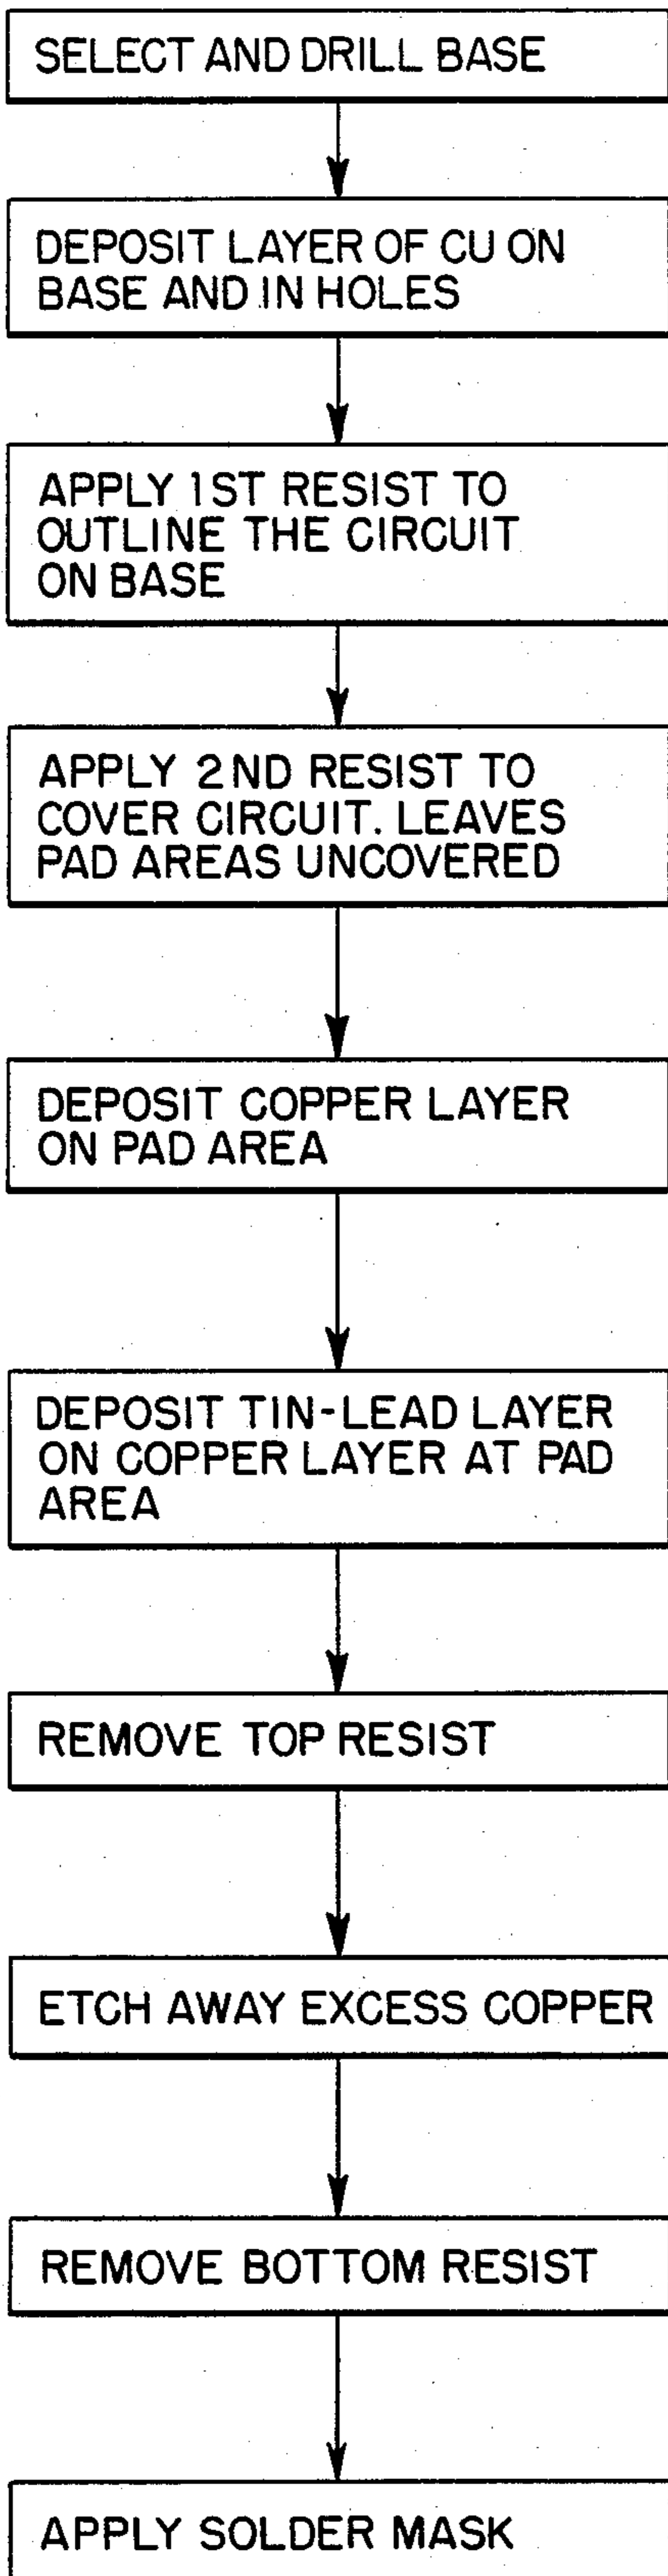 SELECT AND DRILL BASE
DEPOSIT LAYER OF CU ON
BASE AND IN HOLES
APPLY 1ST RESIST TO
OUTLINE THE CIRCUIT
ON BASE
APPLY 2ND RESIST TO
COVER CIRCUIT. LEAVES
PAD AREAS UNCOVERED
DEPOSIT COPPER LAYER
ON PAD AREA
DEPOSIT TIN-LEAD LAYER
ON COPPER LAYER AT PAD
AREA
REMOVE TOP RESIST
ETCH AWAY EXCESS COPPER
REMOVE BOTTOM RESIST
APPLY SOLDER MASK